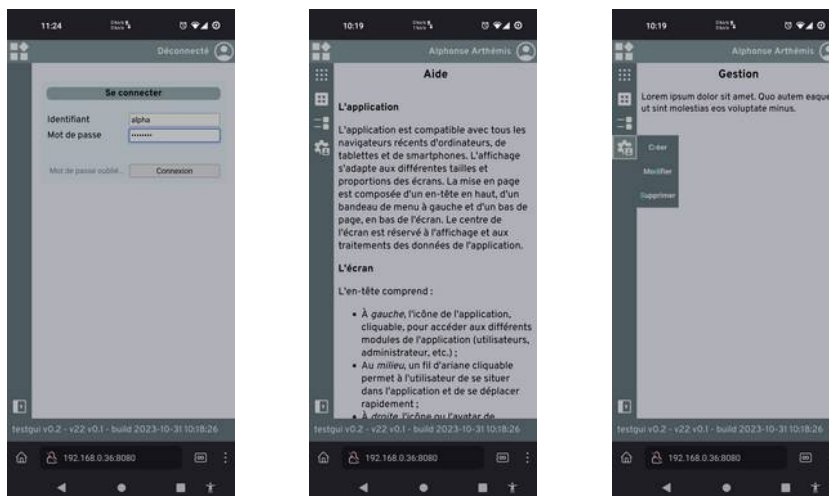 11:24
Déconnecté
Se connecter
Identifiant
alpha
Mot de passe
••••••••
Mot de passe oublié...
Connexion
testgui v0.2 - v22 v0.1 - build 2023-10-31 10:18:26
192.168.0.36:8080
10:19
Alphonse Arthémis
Aide
L'application
L'application est compatible avec tous les
navigateurs récents d'ordinateurs, de
tablettes et de smartphones. L'affichage
s'adapte aux différentes tailles et
proportions des écrans. La mise en page
est composée d'un en-tête en haut, d'un
bandeau de menu à gauche et d'un bas de
page, en bas de l'écran. Le centre de
l'écran est réservé à l'affichage et aux
traitements des données de l'application.
L'écran
L'en-tête comprend :
• À gauche, l'icône de l'application,
cliquable, pour accéder aux différents
modules de l'application (utilisateurs,
administrateur, etc.) ;
• Au milieu, un fil d'ariane cliquable
permet à l'utilisateur de se situer
dans l'application et de se déplacer
rapidement ;
• À droite, l'icône ou l'avatar de
testgui v0.2 - v22 v0.1 - build 2023-10-31 10:18:26
192.168.0.36:8080
10:19
Alphonse Arthémis
Gestion
Lorem ipsum dolor sit amet. Quo autem eaque
ut sint molestias eos voluptate minus.
Créer
Modifier
Supprimer
testgui v0.2 - v22 v0.1 - build 2023-10-31 10:18:26
192.168.0.36:8080